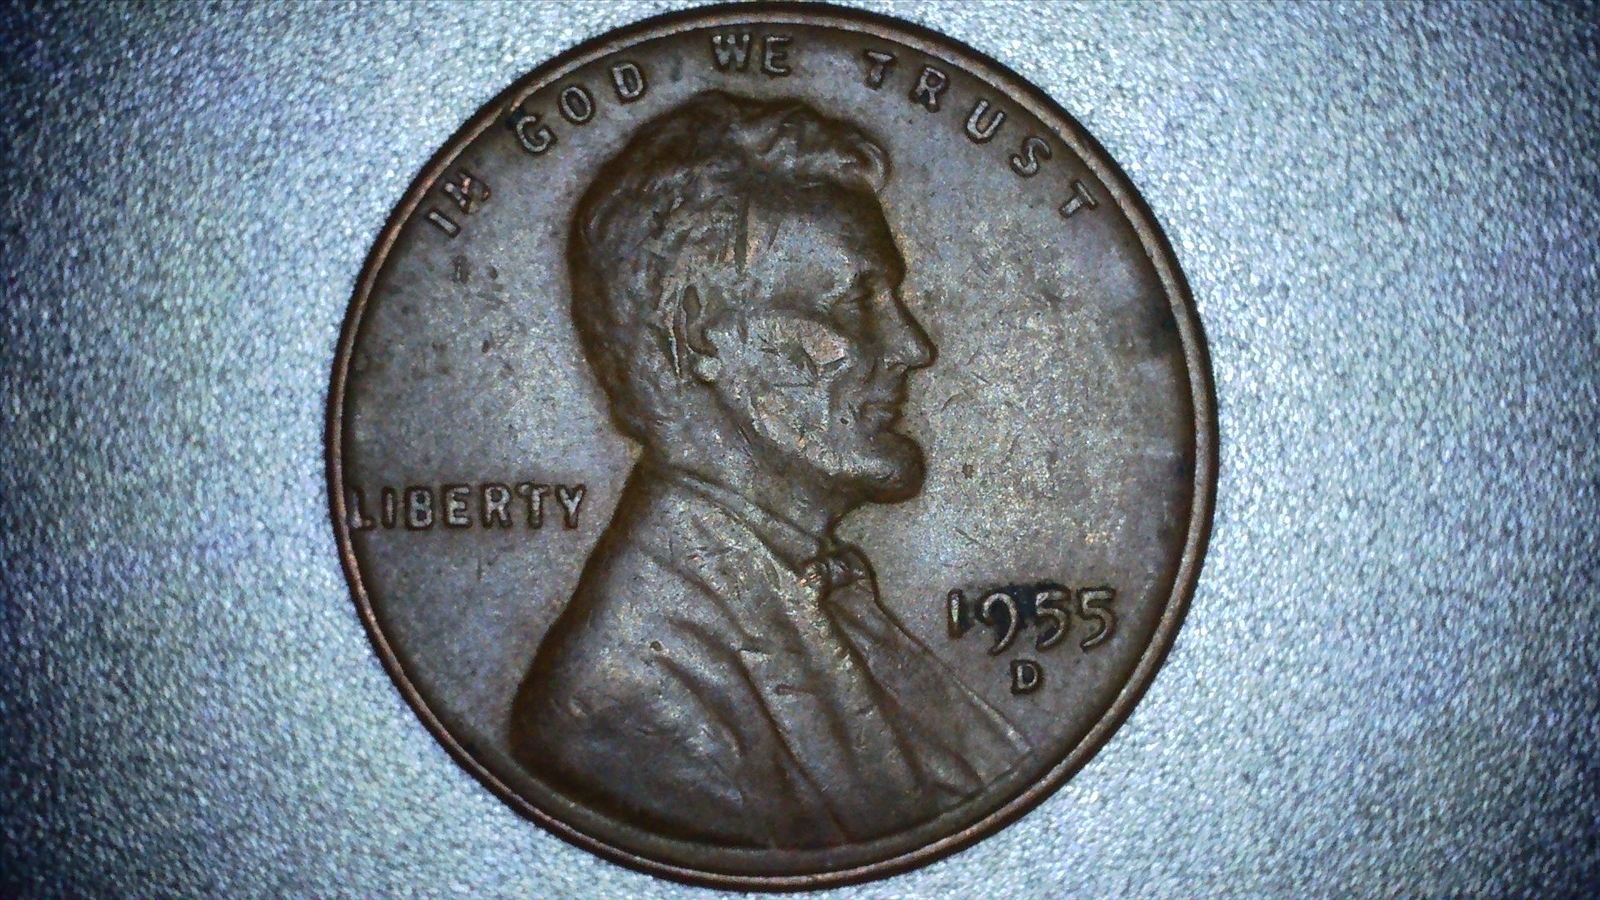 IN GOD WE TRUST
LIBERTY
1955
D